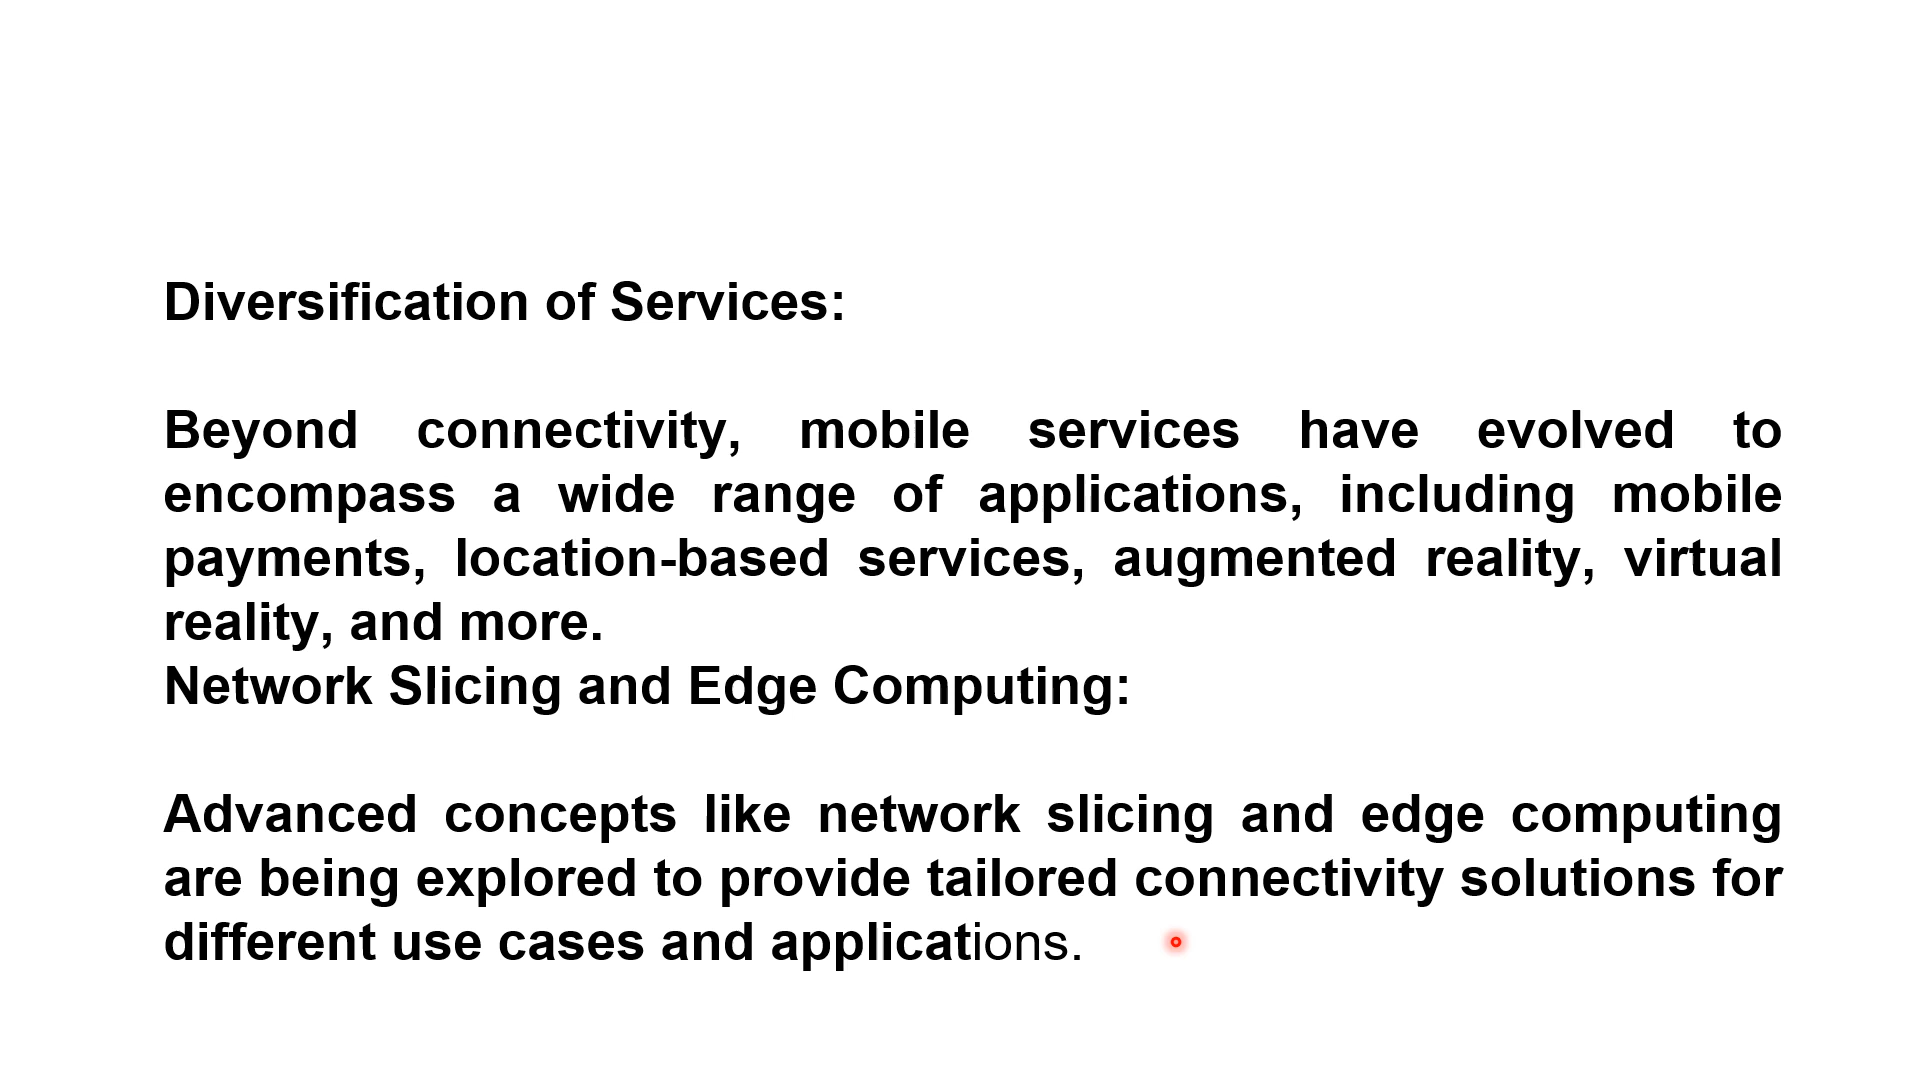 Diversification of Services:
Beyond connectivity, mobile services have evolved to
encompass a wide range of applications, including mobile
payments, location-based services, augmented reality, virtual
reality, and more.
Network Slicing and Edge Computing:
Advanced concepts like network slicing and edge computing
are being explored to provide tailored connectivity solutions for
different use cases and applications.